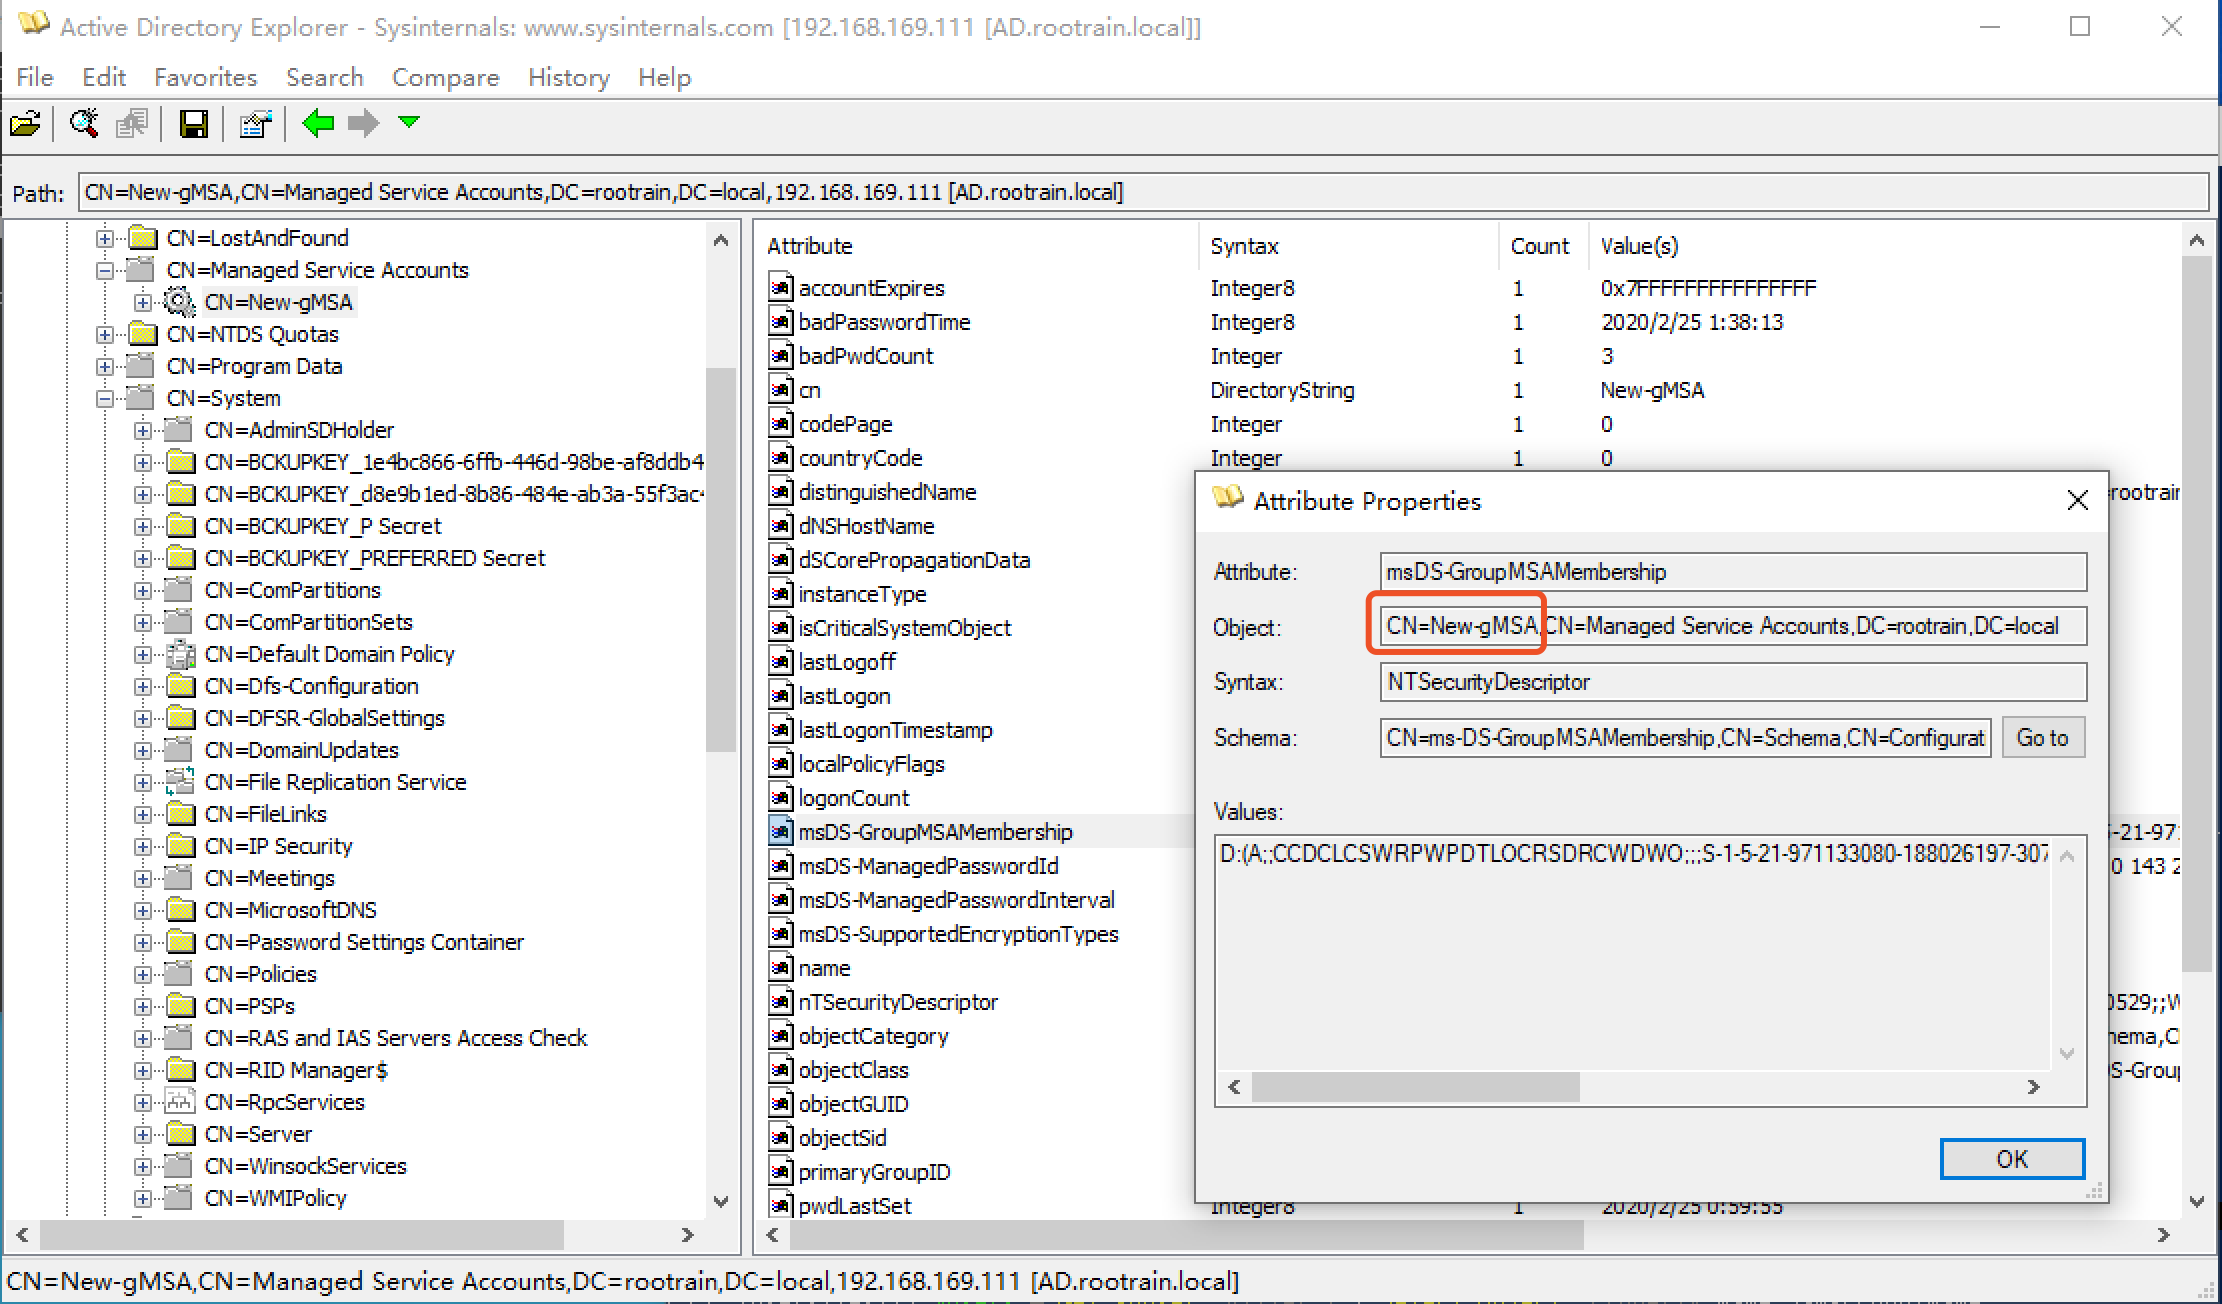 Active Directory Explorer - Sysinternals: www.sysinternals.com [192.168.169.111 [AD.rootrain.local]]
File Edit Favorites Search Compare History Help
Path: CN=New-gMSA,CN=Managed Service Accounts,DC=rootrain,DC=local,192.168.169.111 [AD.rootrain.local]
CN=LostAndFound
CN=Managed Service Accounts
CN=New-gMSA
CN=NTDS Quotas
CN=Program Data
CN=System
CN=AdminSDHolder
CN=BCKUPKEY_1e4bc866-6ffb-446d-98be-af8ddb4
CN=BCKUPKEY_d8e9b1ed-8b86-484e-ab3a-55f3ac
CN=BCKUPKEY_P Secret
CN=BCKUPKEY_PREFERRED Secret
CN=ComPartitions
CN=ComPartitionSets
CN=Default Domain Policy
CN=Dfs-Configuration
CN=DFSR-GlobalSettings
CN=DomainUpdates
CN=File Replication Service
CN=FileLinks
CN=IP Security
CN=Meetings
CN=MicrosoftDNS
CN=Password Settings Container
CN=Policies
CN=PSPs
CN=RAS and IAS Servers Access Check
CN=RID Manager$
CN=RpcServices
CN=Server
CN=WinsockServices
CN=WMIPolicy
Attribute Syntax Count Value(s)
accountExpires Integer8 1 0x7FFFFFFFFFFFFFFF
badPasswordTime Integer8 1 2020/2/25 1:38:13
badPwdCount Integer 1 3
cn DirectoryString 1 New-gMSA
codePage Integer 1 0
countryCode Integer 1 0
distinguishedName =rootrain
dNSHostName
dSCorePropagationData
instanceType
isCriticalSystemObject
lastLogoff
lastLogon
lastLogonTimestamp
localPolicyFlags
logonCount
msDS-GroupMSAMembership -21-971
msDS-ManagedPasswordId 0 143 2
msDS-ManagedPasswordInterval
msDS-SupportedEncryptionTypes
name
nTSecurityDescriptor 0529;;W
objectCategory hema,C
objectClass S-Group
objectGUID
objectSid
primaryGroupID
pwdLastSet Integer8 1 2020/2/25 0:59:55
Attribute Properties
Attribute: msDS-GroupMSAMembership
Object: CN=New-gMSA,CN=Managed Service Accounts,DC=rootrain,DC=local
Syntax: NTSecurityDescriptor
Schema: CN=ms-DS-GroupMSAMembership,CN=Schema,CN=Configurat Go to
Values:
D:(A;;CCDCLCSWRPWPDTLOCRSDRCWDWO;;;S-1-5-21-971133080-188026197-307
OK
CN=New-gMSA,CN=Managed Service Accounts,DC=rootrain,DC=local,192.168.169.111 [AD.rootrain.local]